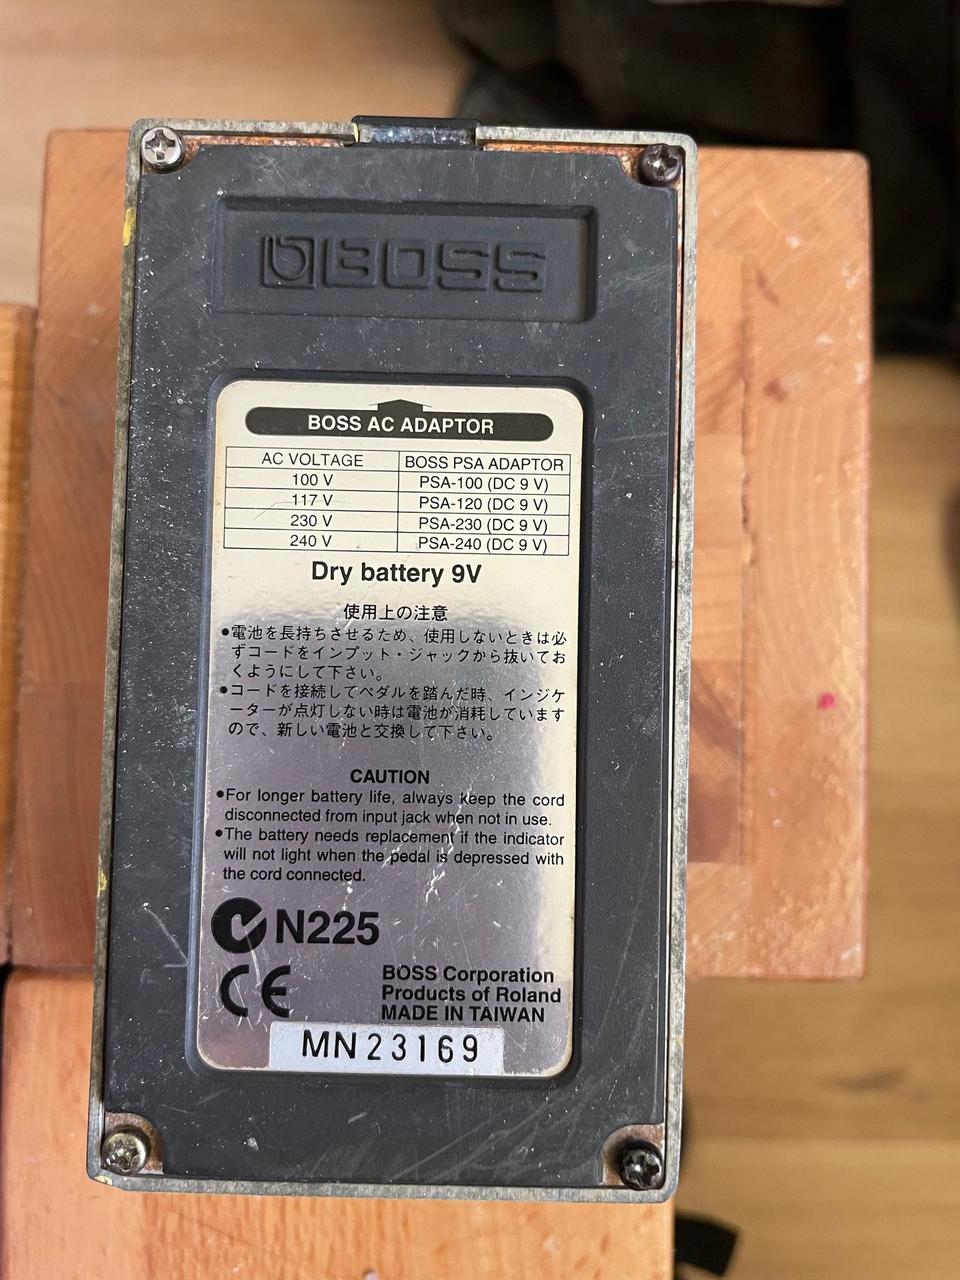 BOSS
BOSS AC ADAPTOR
AC VOLTAGE BOSS PSA ADAPTOR
100 V PSA-100 (DC 9 V)
117 V PSA-120 (DC 9 V)
230 V PSA-230 (DC 9 V)
240 V PSA-240 (DC 9 V)
Dry battery 9V
使用上の注意
●電池を長持ちさせるため、使用しないときは必
ずコードをインプット・ジャックから抜いてお
くようにして下さい。
●コードを接続してペダルを踏んだ時、インジケ
ーターが点灯しない時は電池が消耗しています
ので、新しい電池と交換して下さい。
CAUTION
●For longer battery life, always keep the cord
disconnected from input jack when not in use.
●The battery needs replacement if the indicator
will not light when the pedal is depressed with
the cord connected.
N225
CE
BOSS Corporation
Products of Roland
MADE IN TAIWAN
MN23169